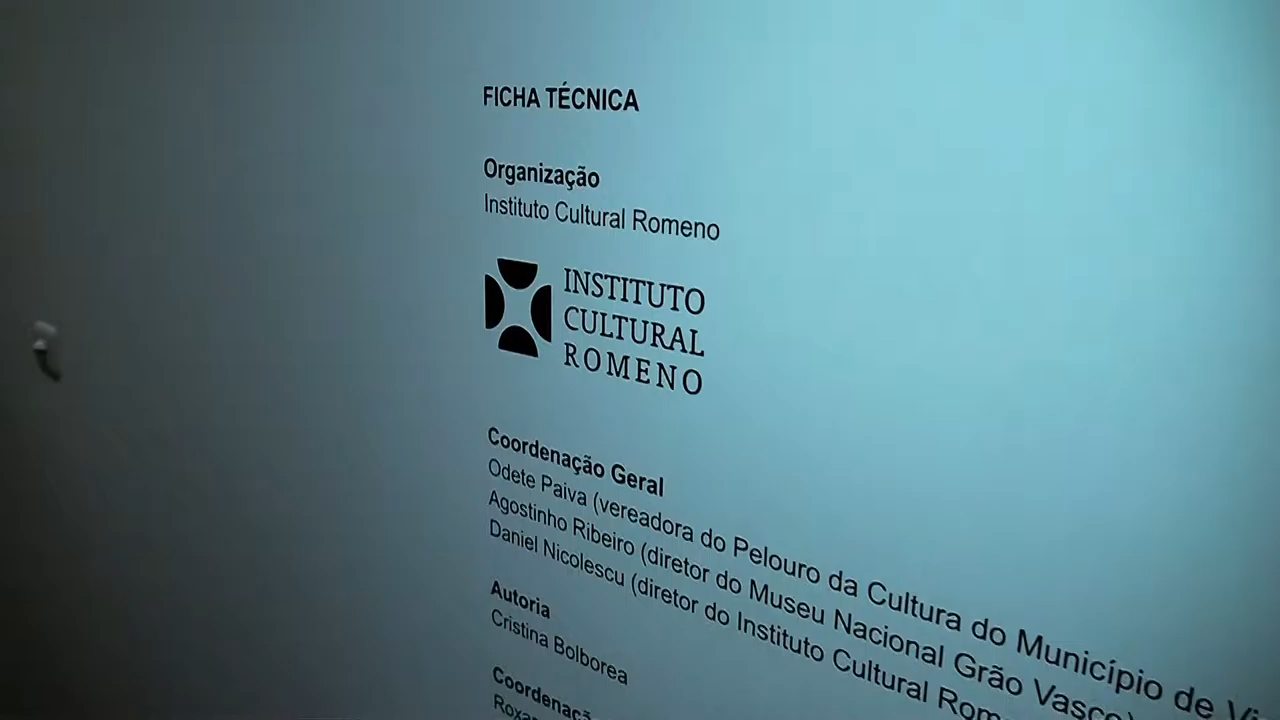 FICHA TÉCNICA
Organização
Instituto Cultural Romeno
INSTITUTO
CULTURAL
ROMENO
Coordenação Geral
Odete Paiva (vereadora do Pelouro da Cultura do Município de
Agostinho Ribeiro (diretor do Museu Nacional Grão Vasco)
Daniel Nicolescu (diretor do Instituto Cultural
Autoria
Cristina Bolborea